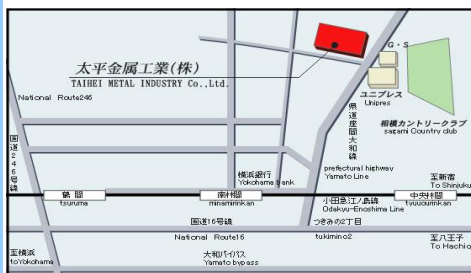 G・S
太平金属工業(株)
TAIHEI METAL INDUSTRY Co.,Ltd.
ユニプレス
Unipres
National Route246
相模カントリークラブ
sagami Country club
県道座間大和線
国道246号線
prefectural highway
Yamato Line
横浜銀行
Yokohama bank
至新宿
To Shinjuku
鶴間
tsuruma
南林間
minamirinkan
中央林間
tyuuourinkan
小田急江ノ島線
Odakyu-Enoshima Line
国道16号線
つきみの2丁目
National Route16
tukimino2
至横浜
toYokohama
大和バイパス
Yamato bypass
至八王子
To Hachio